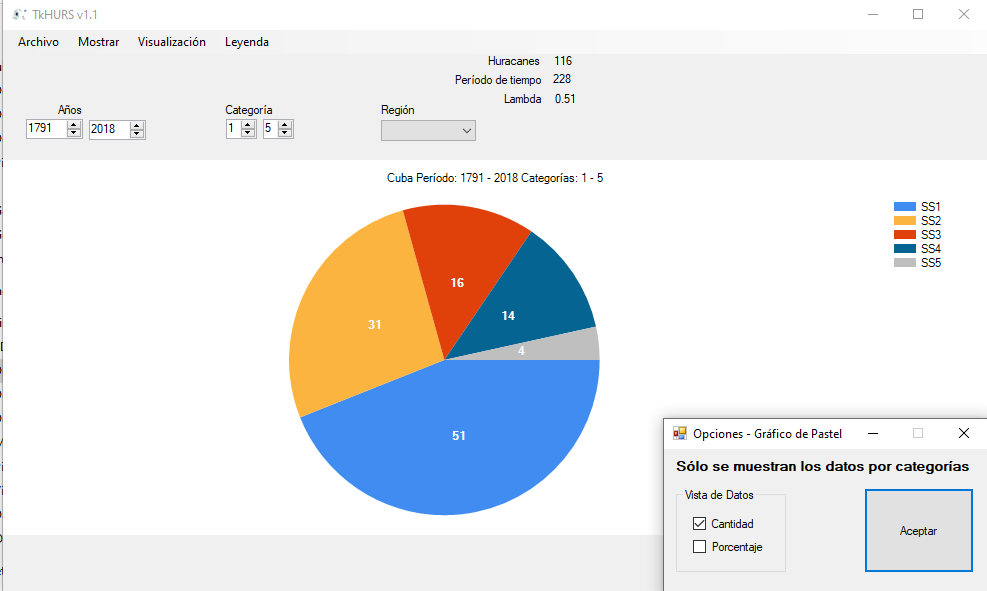 TkHURS v1.1
Archivo Mostrar Visualización Leyenda
Huracanes 116
Período de tiempo 228
Lambda 0.51
Años Categoría Región
1791 2018 1 5
Cuba Período: 1791 - 2018 Categorías: 1 - 5
SS1
SS2
SS3
SS4
SS5
16
14
31
4
51
Opciones - Gráfico de Pastel
Sólo se muestran los datos por categorías
Vista de Datos
Cantidad
Porcentaje
Aceptar